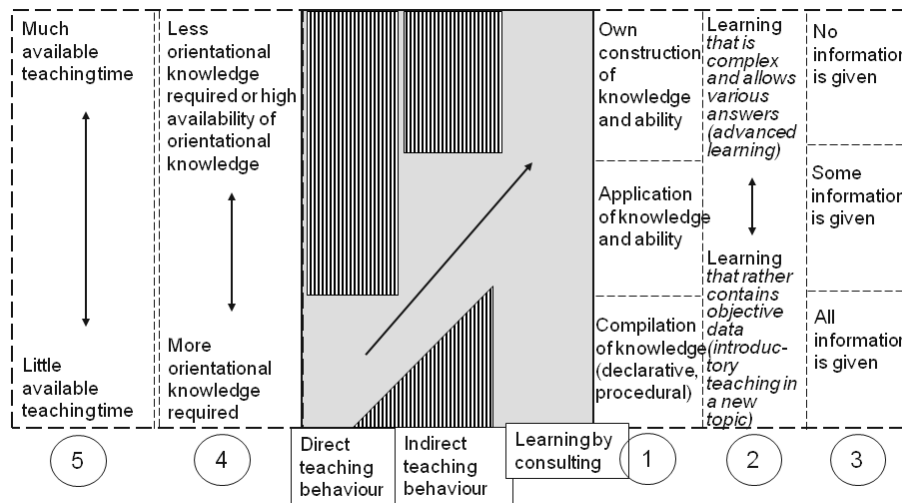 Much
available
teachingtime
Little
available
teachingtime
Less
orientational
knowledge
required or high
availability of
orientational
knowledge
More
orientational
knowledge
required
Own
construction
of
knowledge
and ability
Application
of knowledge
and ability
Compilation
of knowledge
(declarative,
procedural)
Learning
that is
complex
and allows
various
answers
(advanced
learning)
Learning
that rather
contains
objective
data
(introduc-
tory
teaching in
a new
topic)
No
information
is given
Some
information
is given
All
information
is given
5
4
Direct
teaching
behaviour
Indirect
teaching
behaviour
Learning by
consulting
1
2
3